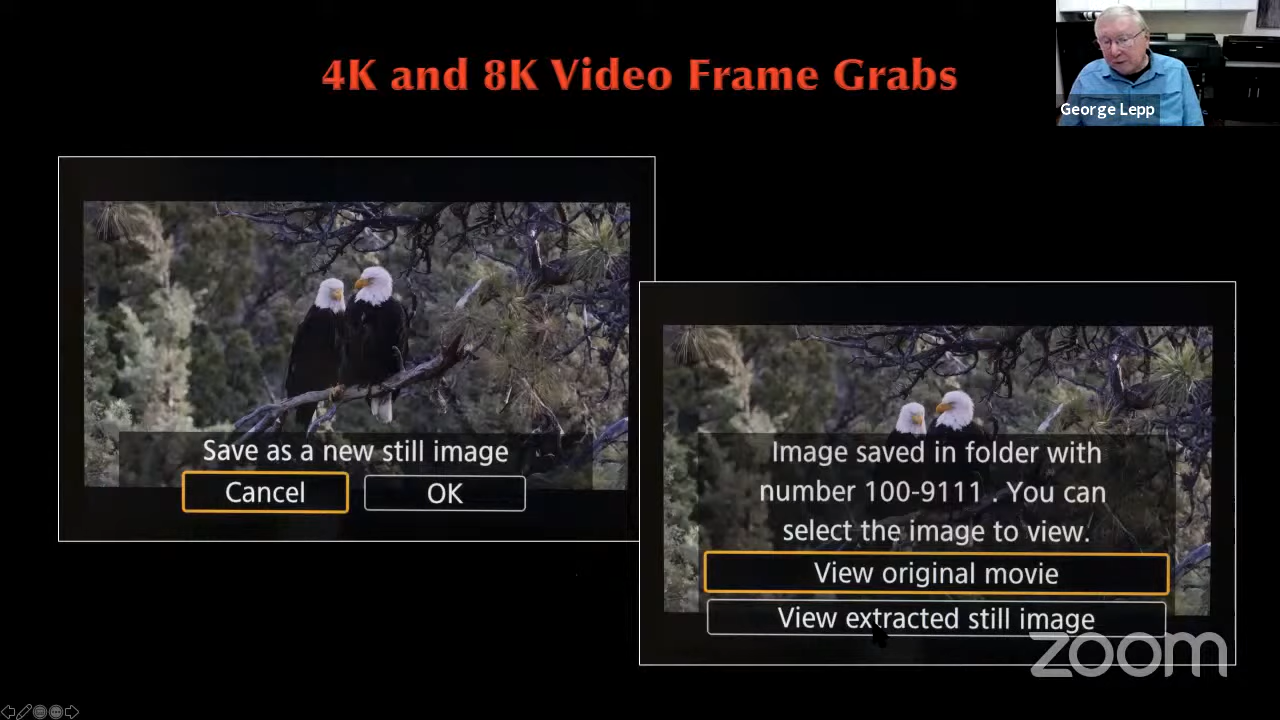 4K and 8K Video Frame Grabs
George Lepp
Save as a new still image
Cancel
OK
Image saved in folder with
number 100-9111 . You can
select the image to view.
View original movie
View extracted still image
zoom